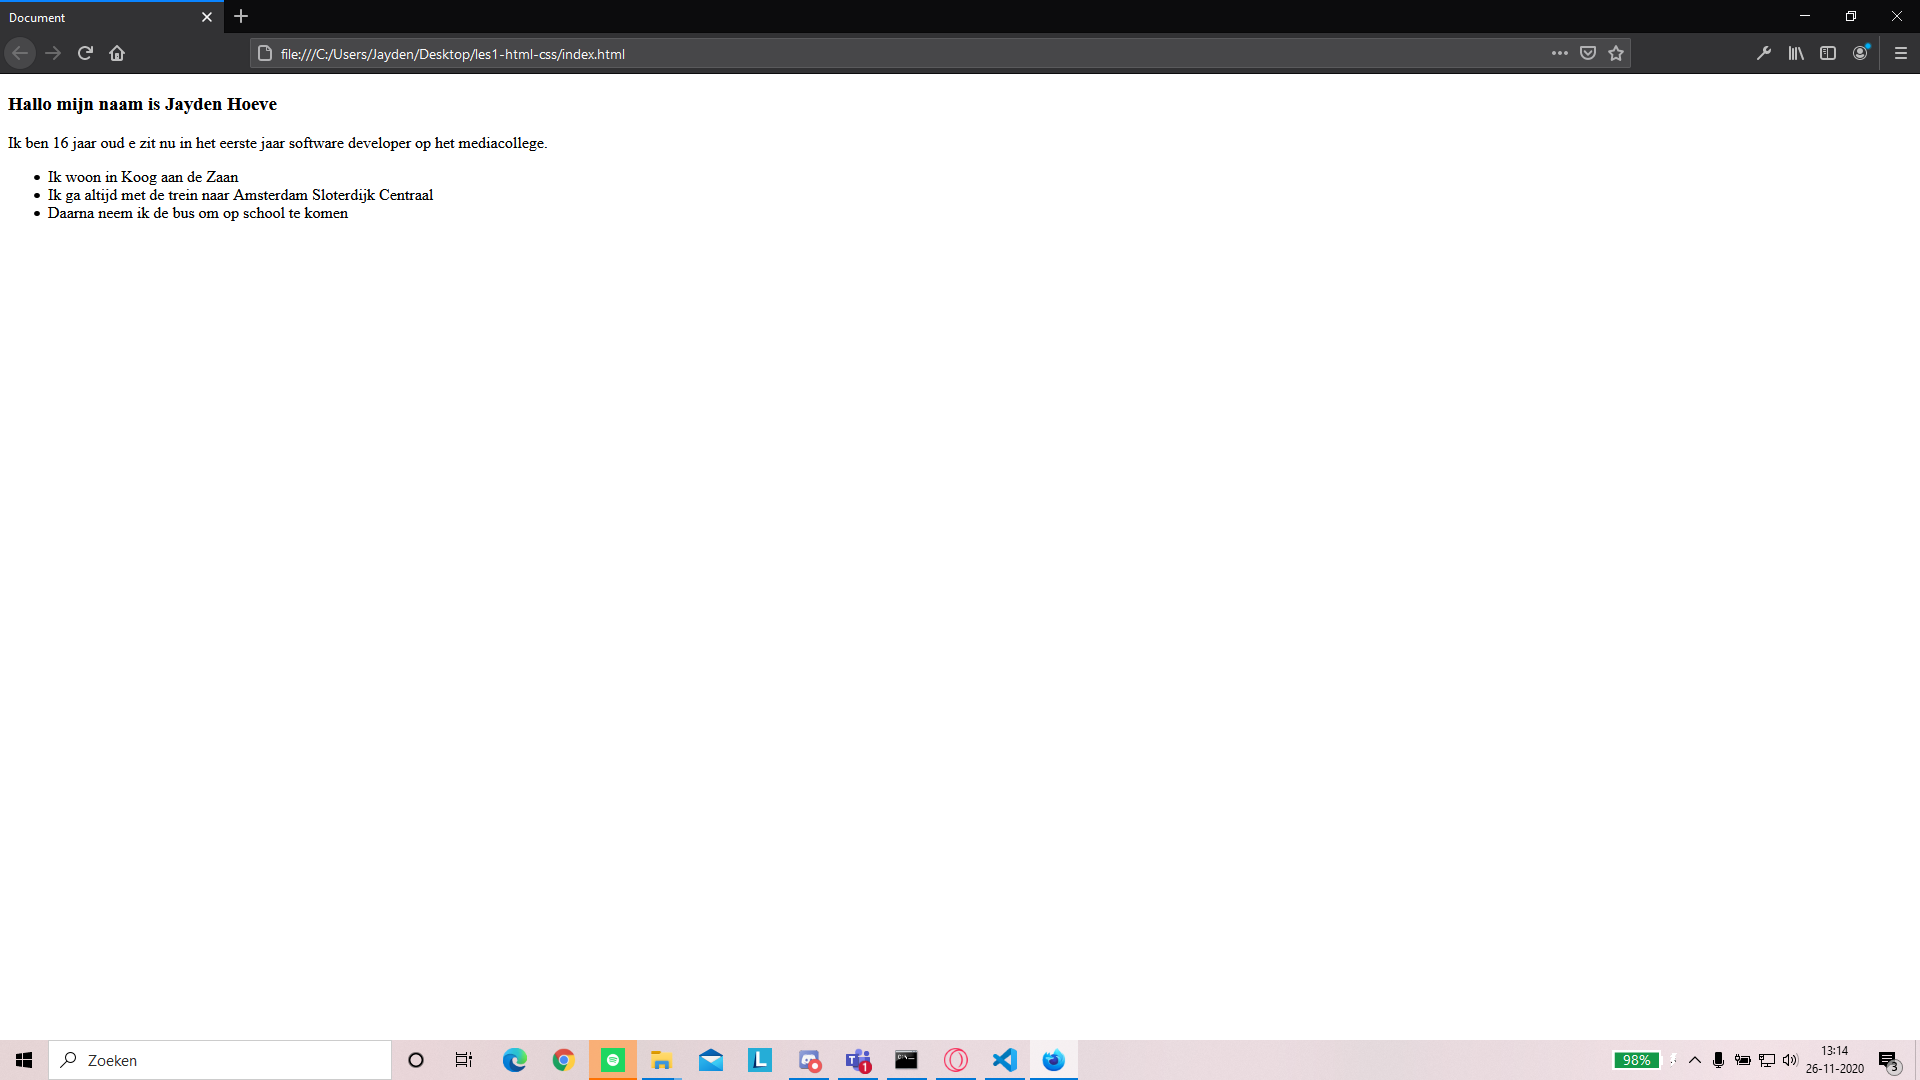 Document
file:///C:/Users/Jayden/Desktop/les1-html-css/index.html
Hallo mijn naam is Jayden Hoeve
Ik ben 16 jaar oud e zit nu in het eerste jaar software developer op het mediacollege.
Ik woon in Koog aan de Zaan
Ik ga altijd met de trein naar Amsterdam Sloterdijk Centraal
Daarna neem ik de bus om op school te komen
Zoeken
L
T
1
98%
13:14
26-11-2020
3